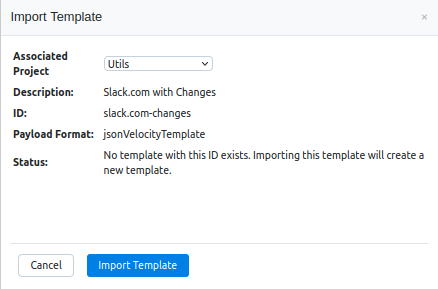 Import Template ×
Associated
Project
Utils
Description: Slack.com with Changes
ID: slack.com-changes
Payload Format: jsonVelocityTemplate
Status: No template with this ID exists. Importing this template will create a
new template.
Cancel Import Template